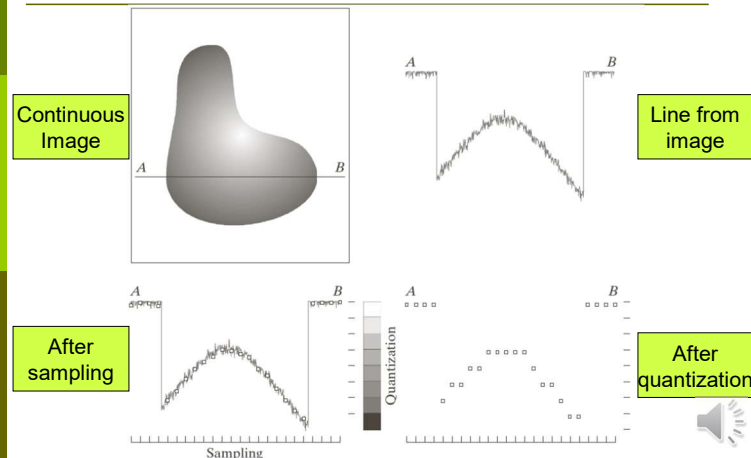 A B
Continuous
Image
A B
Line from
image
A B
A B
After
sampling
Quantization
After
quantization
Sampling